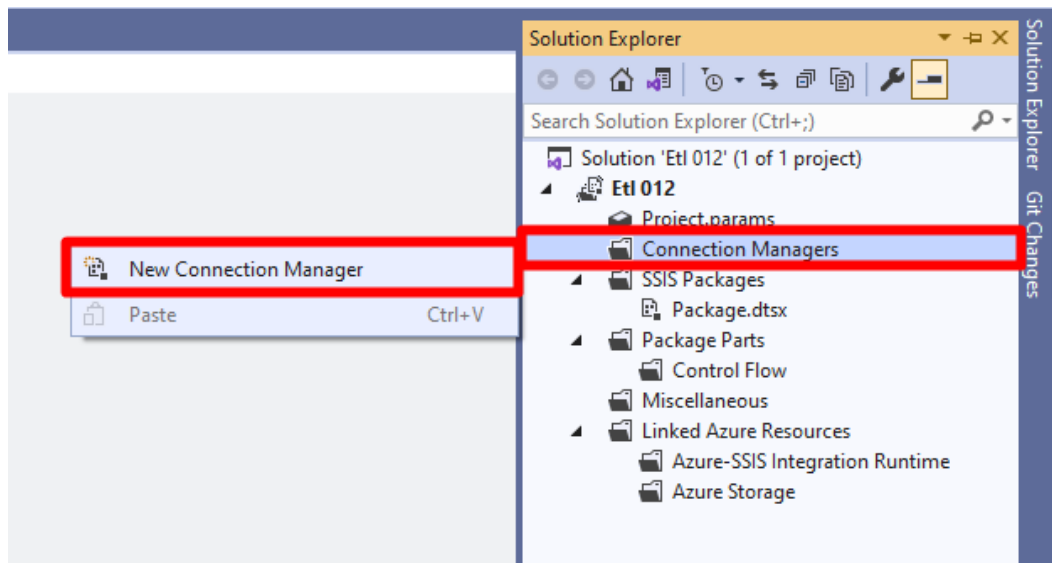 Solution Explorer
Search Solution Explorer (Ctrl+;)
Solution 'Etl 012' (1 of 1 project)
Etl 012
Project.params
Connection Managers
SSIS Packages
Package.dtsx
Package Parts
Control Flow
Miscellaneous
Linked Azure Resources
Azure-SSIS Integration Runtime
Azure Storage
New Connection Manager
Paste Ctrl+V
Solution Explorer
Git Changes